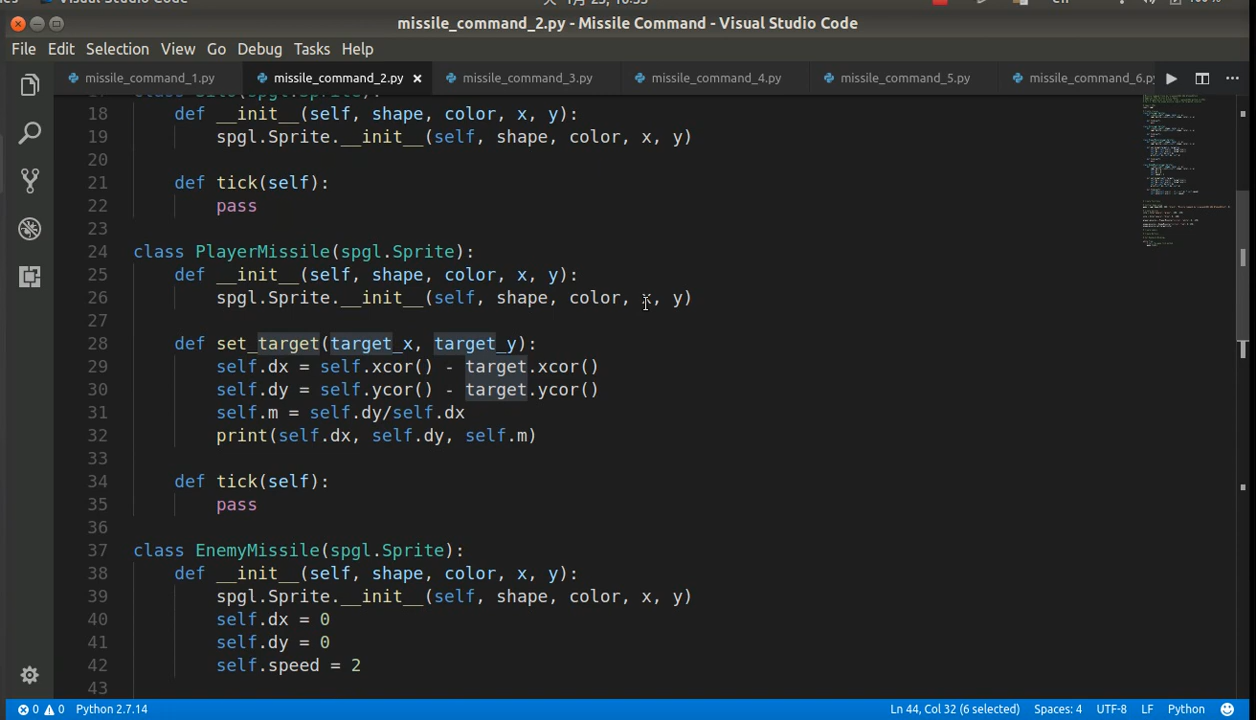 missile_command_2.py - Missile Command - Visual Studio Code
File Edit Selection View Go Debug Tasks Help
missile_command_1.py missile_command_2.py missile_command_3.py missile_command_4.py missile_command_5.py missile_command_6.py
18 def __init__(self, shape, color, x, y):
19 spgl.Sprite.__init__(self, shape, color, x, y)
20
21 def tick(self):
22 pass
23
24 class PlayerMissile(spgl.Sprite):
25 def __init__(self, shape, color, x, y):
26 spgl.Sprite.__init__(self, shape, color, x, y)
27
28 def set_target(target_x, target_y):
29 self.dx = self.xcor() - target.xcor()
30 self.dy = self.ycor() - target.ycor()
31 self.m = self.dy/self.dx
32 print(self.dx, self.dy, self.m)
33
34 def tick(self):
35 pass
36
37 class EnemyMissile(spgl.Sprite):
38 def __init__(self, shape, color, x, y):
39 spgl.Sprite.__init__(self, shape, color, x, y)
40 self.dx = 0
41 self.dy = 0
42 self.speed = 2
43
0 0 Python 2.7.14 Ln 44, Col 32 (6 selected) Spaces: 4 UTF-8 LF Python